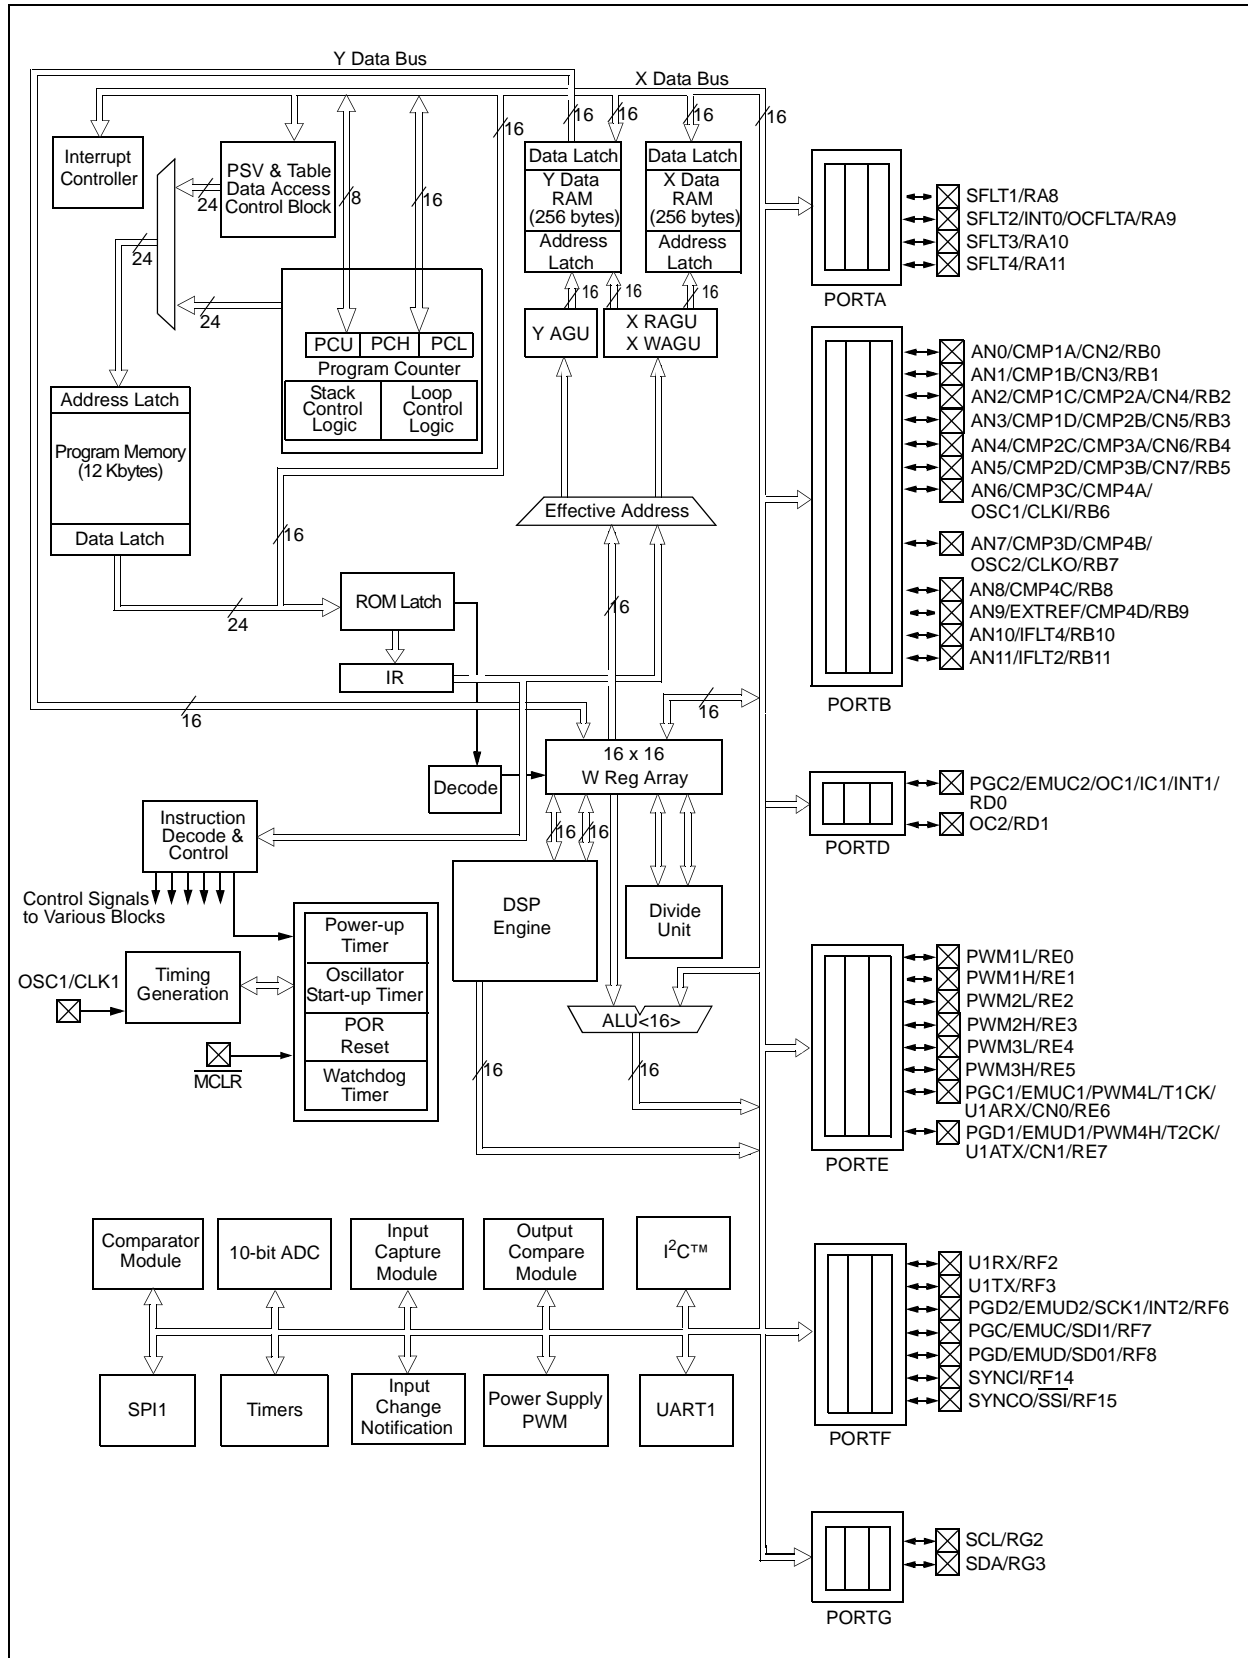 Y Data Bus
X Data Bus
16
16
16
16
16
Interrupt
Controller
PSV & Table
Data Access
Control Block
24
8
16
24
24
Data Latch
Y Data
RAM
(256 bytes)
Address
Latch
Data Latch
X Data
RAM
(256 bytes)
Address
Latch
16
16
16
Y AGU
X RAGU
X WAGU
PCU
PCH
PCL
Program Counter
Stack
Control
Logic
Loop
Control
Logic
Address Latch
Program Memory
(12 Kbytes)
Data Latch
16
24
Effective Address
16
ROM Latch
IR
16
16
16 x 16
W Reg Array
Decode
Instruction
Decode &
Control
Control Signals
to Various Blocks
16
16
DSP
Engine
Divide
Unit
Power-up
Timer
Oscillator
Start-up Timer
POR
Reset
Watchdog
Timer
OSC1/CLK1
Timing
Generation
MCLR
ALU<16>
16
16
Comparator
Module
10-bit ADC
Input
Capture
Module
Output
Compare
Module
I²C™
SPI1
Timers
Input
Change
Notification
Power Supply
PWM
UART1
SFLT1/RA8
SFLT2/INT0/OCFLTA/RA9
SFLT3/RA10
SFLT4/RA11
PORTA
AN0/CMP1A/CN2/RB0
AN1/CMP1B/CN3/RB1
AN2/CMP1C/CMP2A/CN4/RB2
AN3/CMP1D/CMP2B/CN5/RB3
AN4/CMP2C/CMP3A/CN6/RB4
AN5/CMP2D/CMP3B/CN7/RB5
AN6/CMP3C/CMP4A/
OSC1/CLKI/RB6
AN7/CMP3D/CMP4B/
OSC2/CLKO/RB7
AN8/CMP4C/RB8
AN9/EXTREF/CMP4D/RB9
AN10/IFLT4/RB10
AN11/IFLT2/RB11
PORTB
PGC2/EMUC2/OC1/IC1/INT1/
RD0
OC2/RD1
PORTD
PWM1L/RE0
PWM1H/RE1
PWM2L/RE2
PWM2H/RE3
PWM3L/RE4
PWM3H/RE5
PGC1/EMUC1/PWM4L/T1CK/
U1ARX/CN0/RE6
PGD1/EMUD1/PWM4H/T2CK/
U1ATX/CN1/RE7
PORTE
U1RX/RF2
U1TX/RF3
PGD2/EMUD2/SCK1/INT2/RF6
PGC/EMUC/SDI1/RF7
PGD/EMUD/SD01/RF8
SYNCI/RF14
SYNCO/SSI/RF15
PORTF
SCL/RG2
SDA/RG3
PORTG